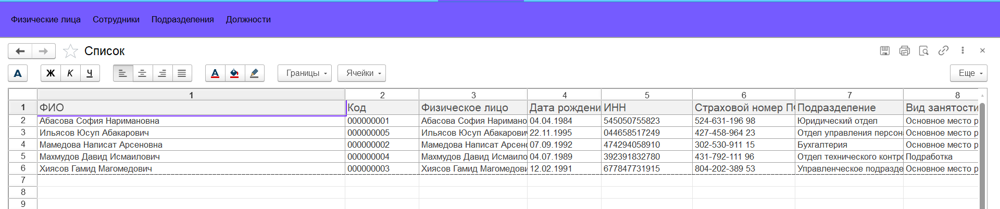 Физические лица Сотрудники Подразделения Должности
Список
А Ж К Ч А Границы Ячейки Еще
1 2 3 4 5 6 7 8
1 ФИО Код Физическое лицо Дата рождени ИНН Страховой номер ПФ Подразделение Вид занятости
2 Абасова София Наримановна 000000001 Абасова София Наримано 04.04.1984 545050755823 524-631-196 98 Юридический отдел Основное место р
3 Ильясов Юсуп Абакарович 000000005 Ильясов Юсуп Абакарович 22.11.1995 044658517249 427-458-964 23 Отдел управления персона Основное место р
4 Мамедова Написат Арсеновна 000000002 Мамедова Написат Арсен 07.09.1992 474294058910 302-530-911 15 Бухгалтерия Основное место р
5 Махмудов Давид Исмаилович 000000004 Махмудов Давид Исмаило 04.07.1989 392391832780 431-792-111 96 Отдел технического контро Подработка
6 Хиясов Гамид Магомедович 000000003 Хиясов Гамид Магомедови 12.02.1991 677847731915 804-202-389 53 Управленческое подразде Основное место р
7
8
9